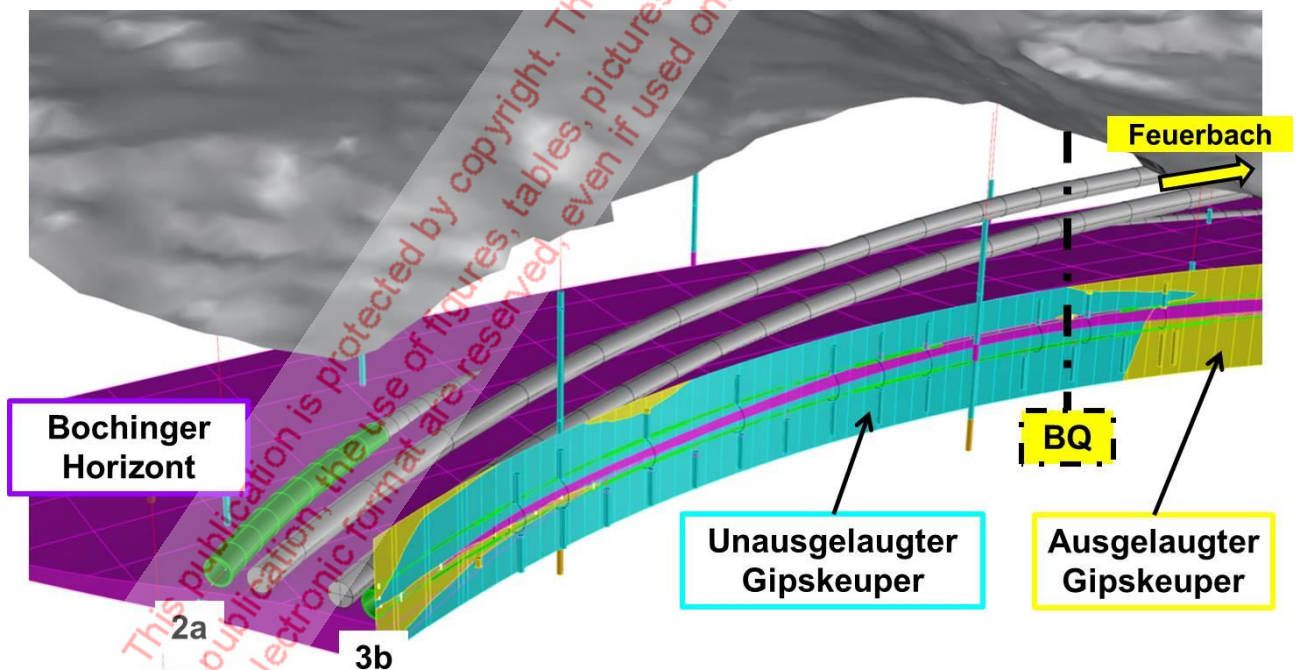 This publication is protected by copyright. Th
publication, the use of figures, tables, pictures
electronic format are reserved, even if used on
Feuerbach
Bochinger
Horizont
BQ
Unausgelaugter
Gipskeuper
Ausgelaugter
Gipskeuper
2a
3b